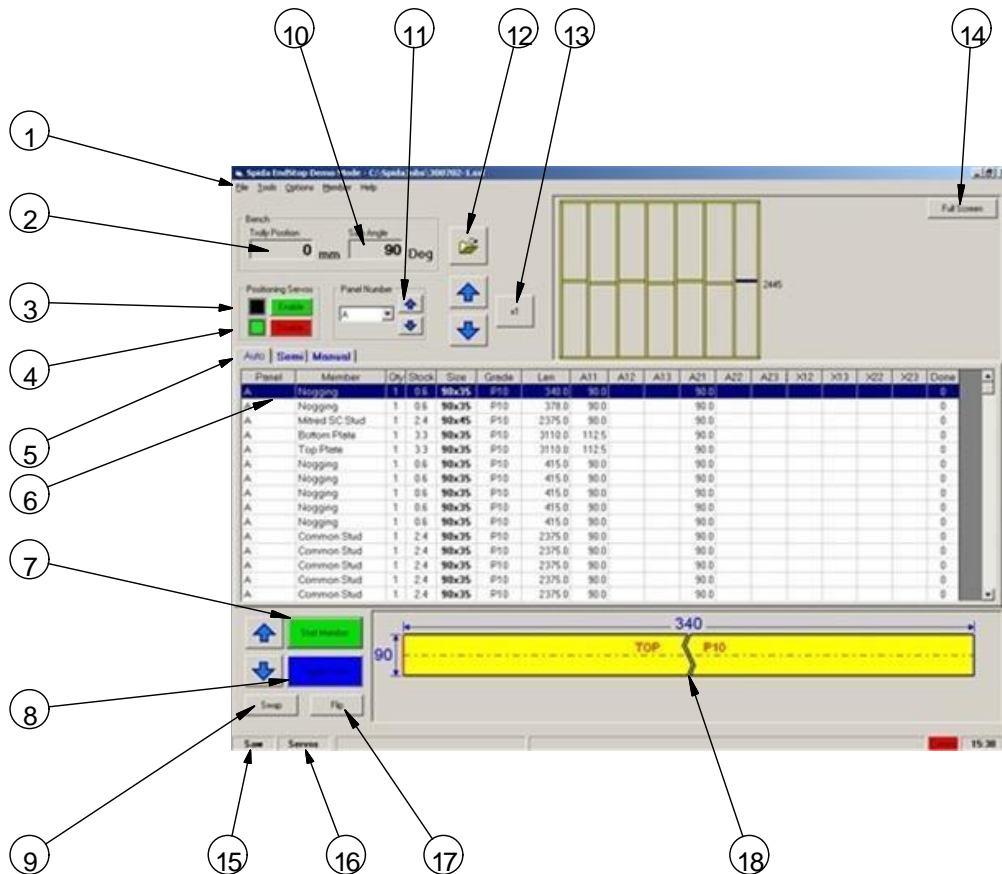 10 11 12 13 14
1
2
3
4
5
6
7
8
9 15 16 17 18
Spida EndStop Demo Mode - C:\Spida
File Tools Options Member Help
Bench
Trolly Position
0 mm
Angle
90 Deg
Full Screen
Positioning Servos
Enable
Panel Number
A
x1
2445
Auto Semi Manual
Panel Member Qty Stock Size Grade Len A11 A12 A13 A21 A22 A23 X12 X13 X22 X23 Done
A Nogging 1 0.6 90x35 P10 340.0 90.0 90.0 0
A Nogging 1 0.6 90x35 P10 378.0 90.0 90.0 0
A Mitred SC Stud 1 2.4 90x45 P10 2375.0 90.0 90.0 0
A Bottom Plate 1 3.3 90x35 P10 3110.0 112.5 90.0 0
A Top Plate 1 3.3 90x35 P10 3110.0 112.5 90.0 0
A Nogging 1 0.6 90x35 P10 415.0 90.0 90.0 0
A Nogging 1 0.6 90x35 P10 415.0 90.0 90.0 0
A Nogging 1 0.6 90x35 P10 415.0 90.0 90.0 0
A Nogging 1 0.6 90x35 P10 415.0 90.0 90.0 0
A Nogging 1 0.6 90x35 P10 415.0 90.0 90.0 0
A Common Stud 1 2.4 90x35 P10 2375.0 90.0 90.0 0
A Common Stud 1 2.4 90x35 P10 2375.0 90.0 90.0 0
A Common Stud 1 2.4 90x35 P10 2375.0 90.0 90.0 0
A Common Stud 1 2.4 90x35 P10 2375.0 90.0 90.0 0
A Common Stud 1 2.4 90x35 P10 2375.0 90.0 90.0 0
Start Member
340
90
TOP P10
Swap Flip
Saw Servos
15:38